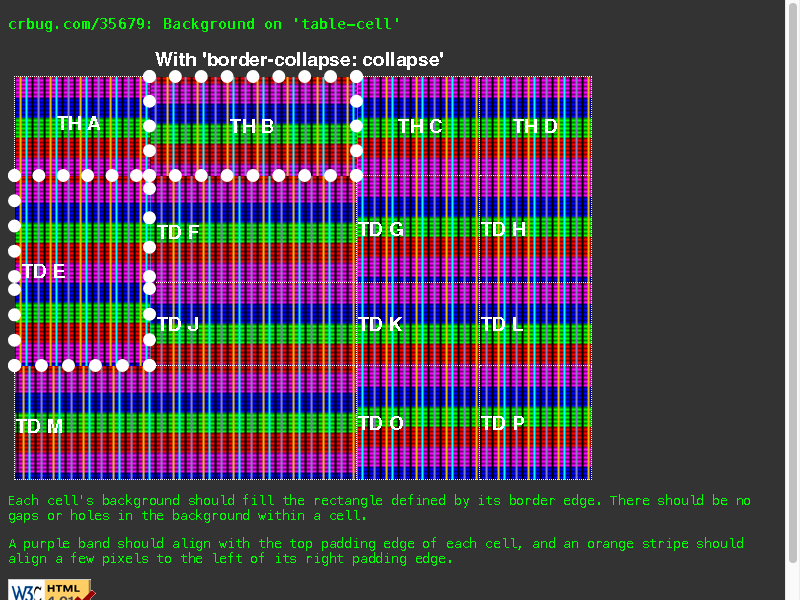 crbug.com/35679: Background on 'table-cell'
With 'border-collapse: collapse'
TH A
TH B
TH C
TH D
TD E
TD F
TD G
TD H
TD J
TD K
TD L
TD M
TD O
TD P
Each cell's background should fill the rectangle defined by its border edge. There should be no
gaps or holes in the background within a cell.
A purple band should align with the top padding edge of each cell, and an orange stripe should
align a few pixels to the left of its right padding edge.
W3C HTML